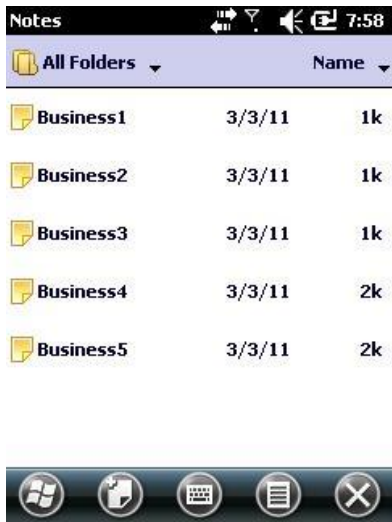 Notes 7:58
All Folders Name
Business1 3/3/11 1k
Business2 3/3/11 1k
Business3 3/3/11 1k
Business4 3/3/11 2k
Business5 3/3/11 2k